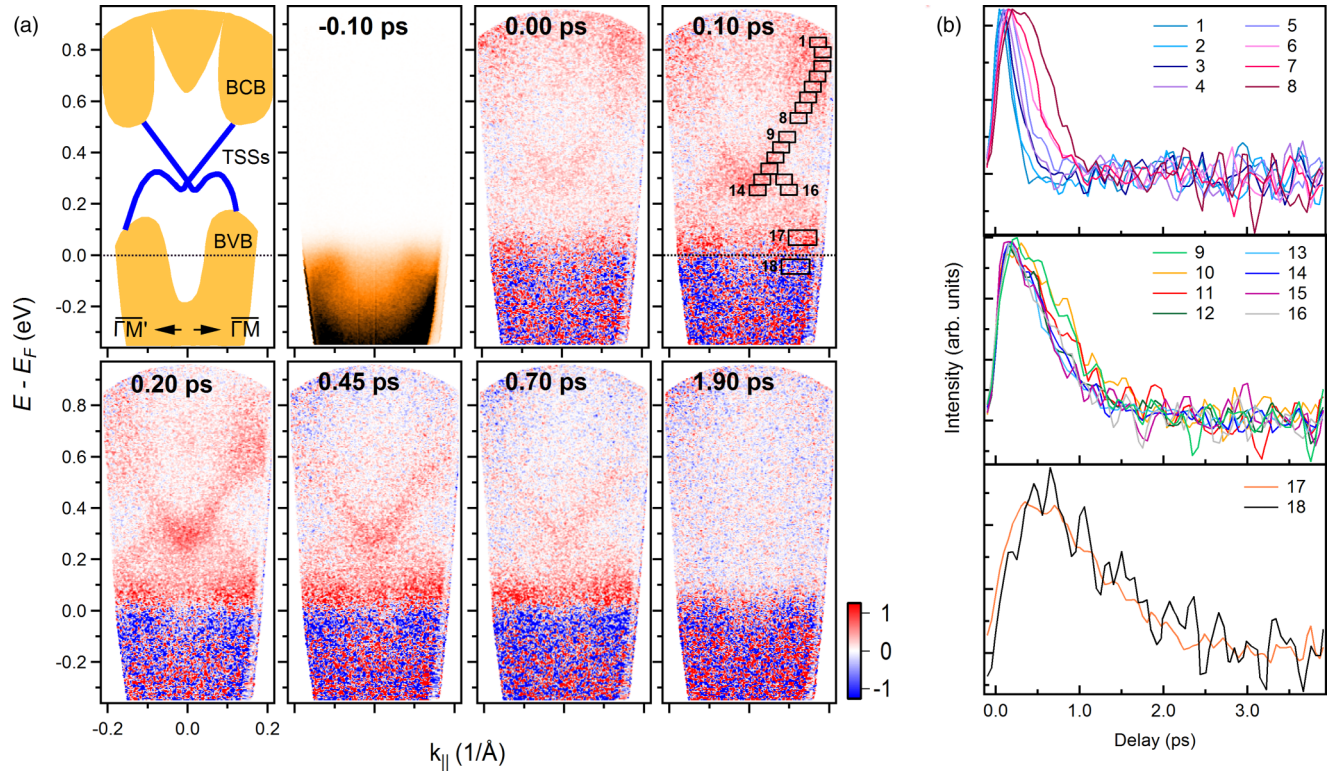 (a)
-0.10 ps
0.00 ps
0.10 ps
0.8
0.6
0.4
0.2
0.0
-0.2
BCB
TSSs
BVB
Γ̅M̅'
Γ̅M̅
1
8
9
14
16
17
18
E - E_F (eV)
0.20 ps
0.45 ps
0.70 ps
1.90 ps
0.8
0.6
0.4
0.2
0.0
-0.2
1
0
-1
-0.2
0.0
0.2
k_|| (1/Å)
(b)
1
2
3
4
5
6
7
8
9
10
11
12
13
14
15
16
17
18
Intensity (arb. units)
0.0
1.0
2.0
3.0
Delay (ps)